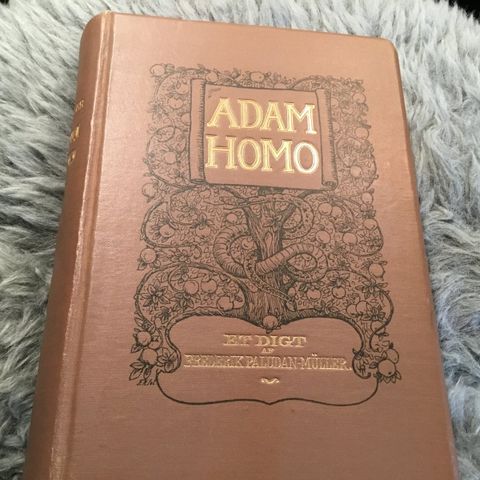 ADAM
HOMO
ET DIGT
AF
FREDERIK PALUDAN-MÜLLER